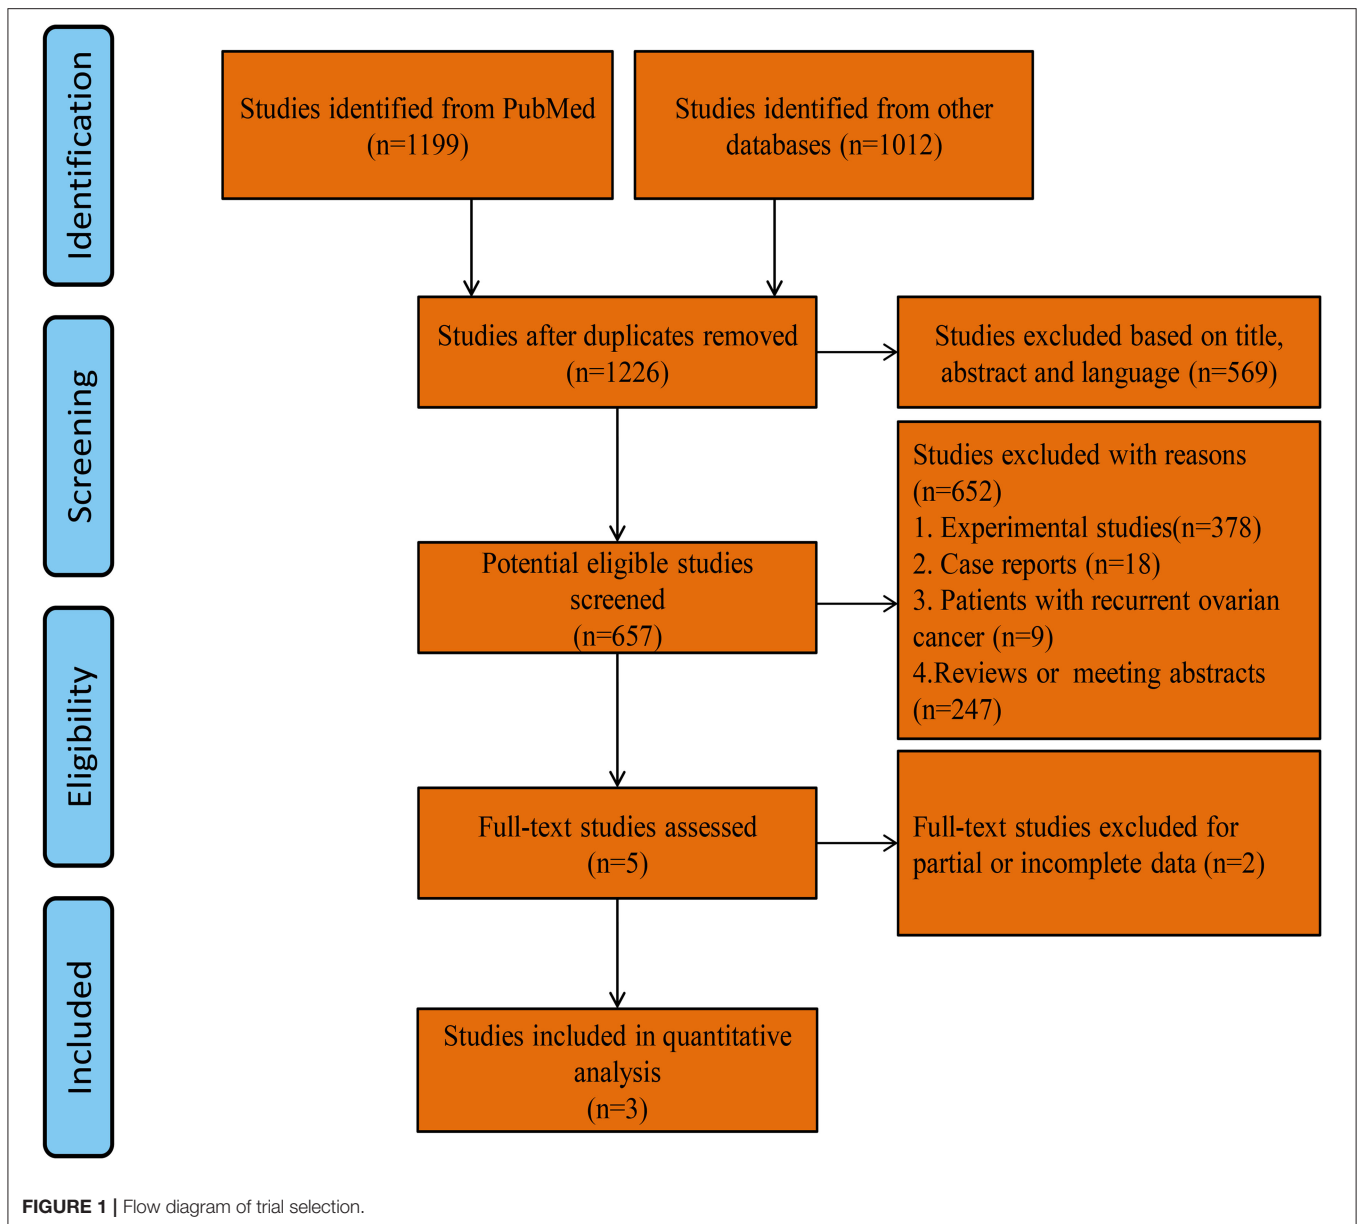 Identification
Studies identified from PubMed
(n=1199)
Studies identified from other
databases (n=1012)
Screening
Studies after duplicates removed
(n=1226)
Studies excluded based on title,
abstract and language (n=569)
Potential eligible studies
screened
(n=657)
Studies excluded with reasons
(n=652)
1. Experimental studies(n=378)
2. Case reports (n=18)
3. Patients with recurrent ovarian
cancer (n=9)
4.Reviews or meeting abstracts
(n=247)
Eligibility
Full-text studies assessed
(n=5)
Full-text studies excluded for
partial or incomplete data (n=2)
Included
Studies included in quantitative
analysis
(n=3)
FIGURE 1 | Flow diagram of trial selection.